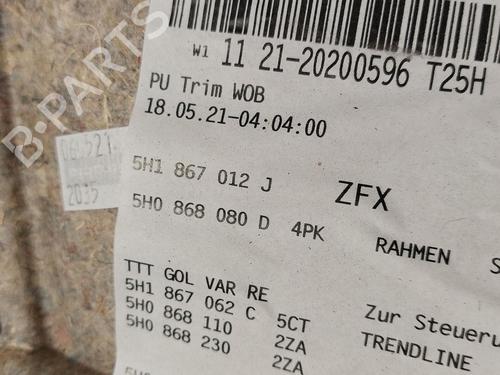 W1 11 21-20200596 T25H
PU Trim WOB
18.05.21-04:04:00
B-PARTS
5H1 867 012 J ZFX
2035
5H0 868 080 D 4PK RAHMEN
TTT GOL VAR RE
5H1 867 062 C 5CT Zur Steueru
5H0 868 110 2ZA TRENDLINE
5H0 868 230 2ZA